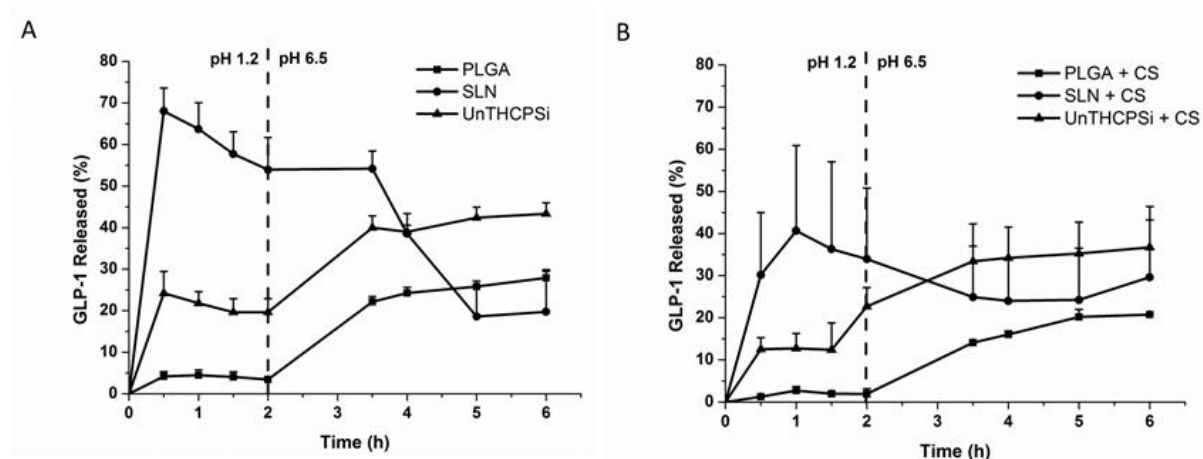 A
pH 1.2 pH 6.5
PLGA
SLN
UnTHCPSi
GLP-1 Released (%)
80
70
60
50
40
30
20
10
0
0 1 2 3 4 5 6
Time (h)
B
pH 1.2 pH 6.5
PLGA + CS
SLN + CS
UnTHCPSi + CS
GLP-1 Released (%)
80
70
60
50
40
30
20
10
0
0 1 2 3 4 5 6
Time (h)